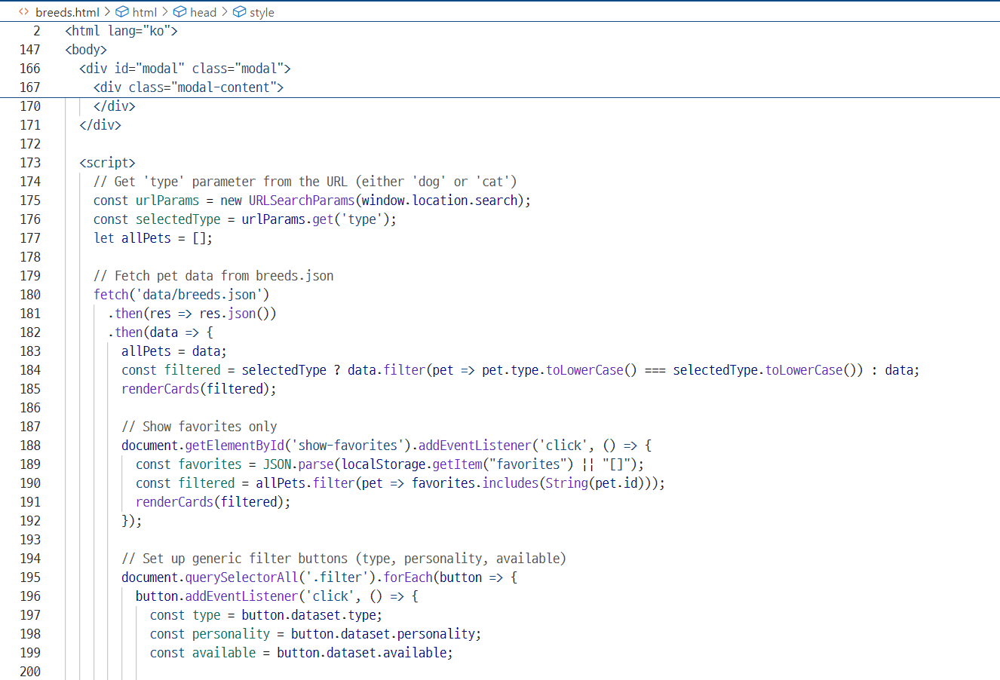 <> breeds.html > html > head > style
2 <html lang="ko">
147 <body>
166 <div id="modal" class="modal">
167 <div class="modal-content">
170 </div>
171 </div>
172
173 <script>
174 // Get 'type' parameter from the URL (either 'dog' or 'cat')
175 const urlParams = new URLSearchParams(window.location.search);
176 const selectedType = urlParams.get('type');
177 let allPets = [];
178
179 // Fetch pet data from breeds.json
180 fetch('data/breeds.json')
181 .then(res => res.json())
182 .then(data => {
183 allPets = data;
184 const filtered = selectedType ? data.filter(pet => pet.type.toLowerCase() === selectedType.toLowerCase()) : data;
185 renderCards(filtered);
186
187 // Show favorites only
188 document.getElementById('show-favorites').addEventListener('click', () => {
189 const favorites = JSON.parse(localStorage.getItem("favorites") || "[]");
190 const filtered = allPets.filter(pet => favorites.includes(String(pet.id)));
191 renderCards(filtered);
192 });
193
194 // Set up generic filter buttons (type, personality, available)
195 document.querySelectorAll('.filter').forEach(button => {
196 button.addEventListener('click', () => {
197 const type = button.dataset.type;
198 const personality = button.dataset.personality;
199 const available = button.dataset.available;
200